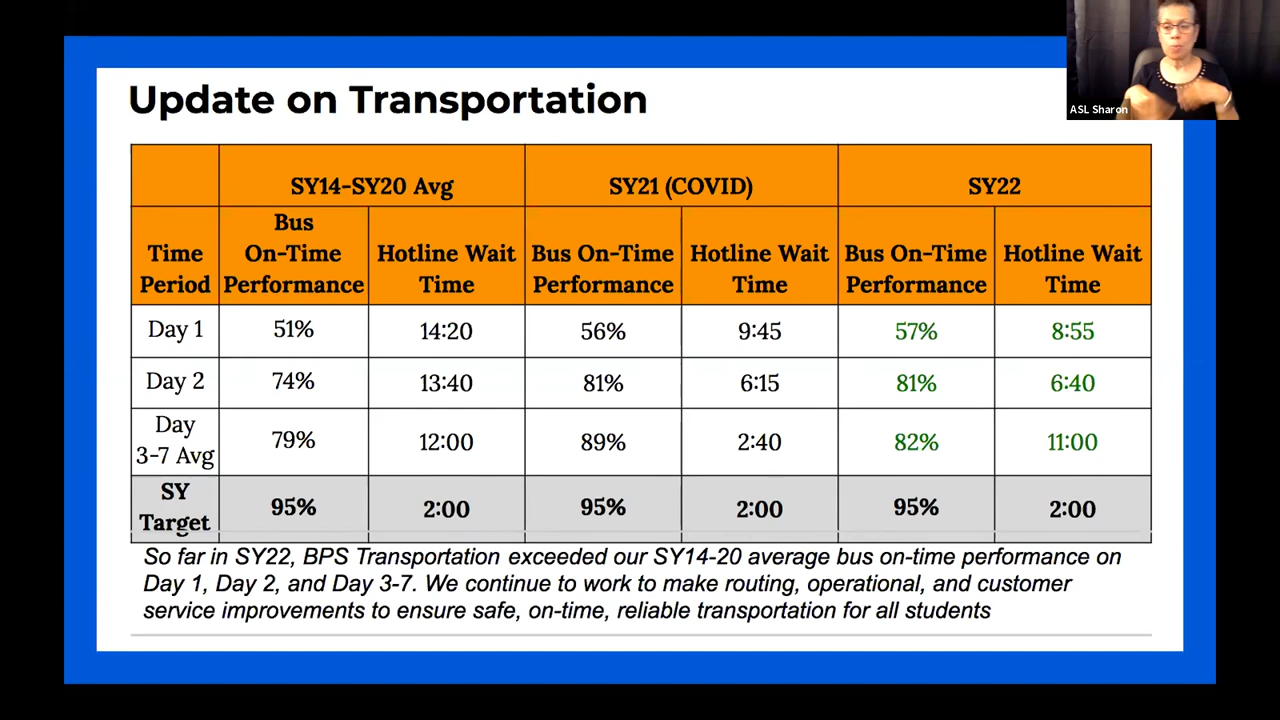 ASL Sharon
Update on Transportation
SY14-SY20 Avg SY21 (COVID) SY22
Time Period Bus On-Time Performance Hotline Wait Time Bus On-Time Performance Hotline Wait Time Bus On-Time Performance Hotline Wait Time
Day 1 51% 14:20 56% 9:45 57% 8:55
Day 2 74% 13:40 81% 6:15 81% 6:40
Day 3-7 Avg 79% 12:00 89% 2:40 82% 11:00
SY Target 95% 2:00 95% 2:00 95% 2:00
So far in SY22, BPS Transportation exceeded our SY14-20 average bus on-time performance on
Day 1, Day 2, and Day 3-7. We continue to work to make routing, operational, and customer
service improvements to ensure safe, on-time, reliable transportation for all students